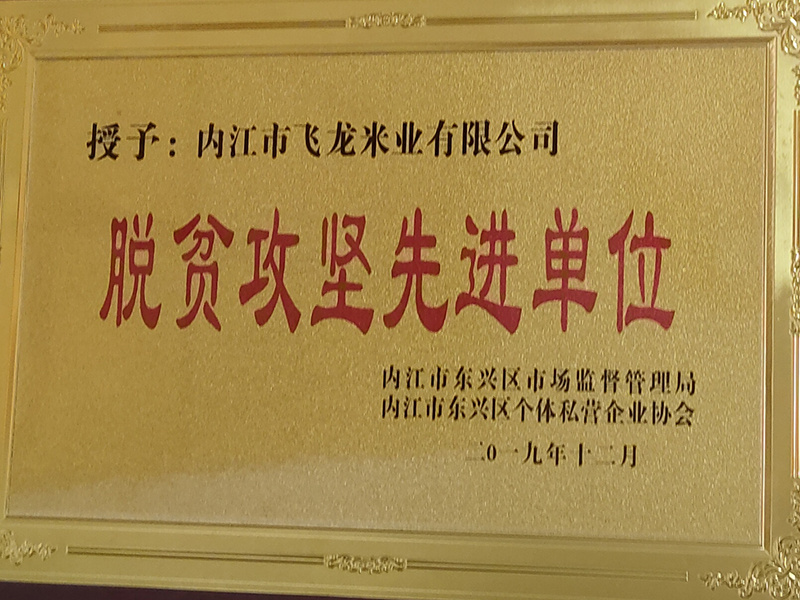 授予：内江市飞龙米业有限公司
脱贫攻坚先进单位
内江市东兴区市场监督管理局
内江市东兴区个体私营企业协会
二0一九年十二月